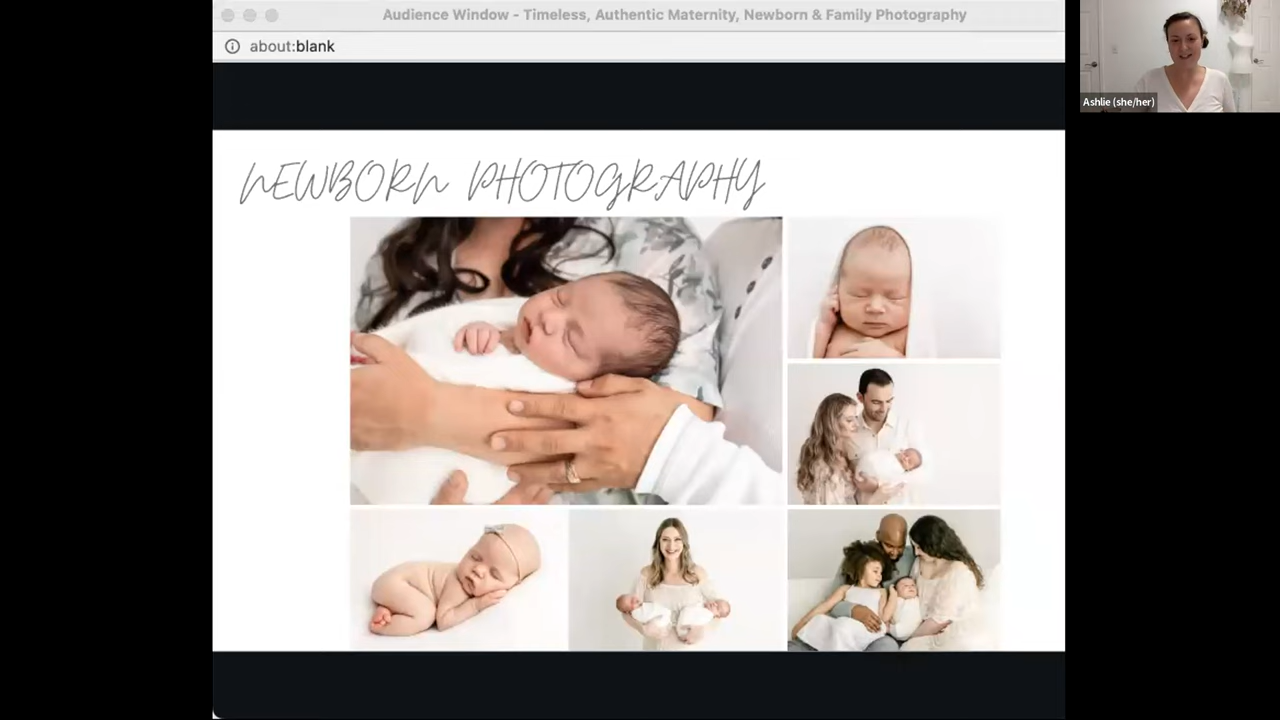 Audience Window - Timeless, Authentic Maternity, Newborn & Family Photography
about:blank
Ashlie (she/her)
NEWBORN PHOTOGRAPHY